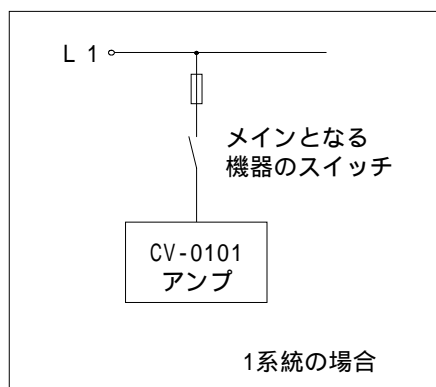 L 1
メインとなる
機器のスイッチ
CV-0101
アンプ
1系統の場合